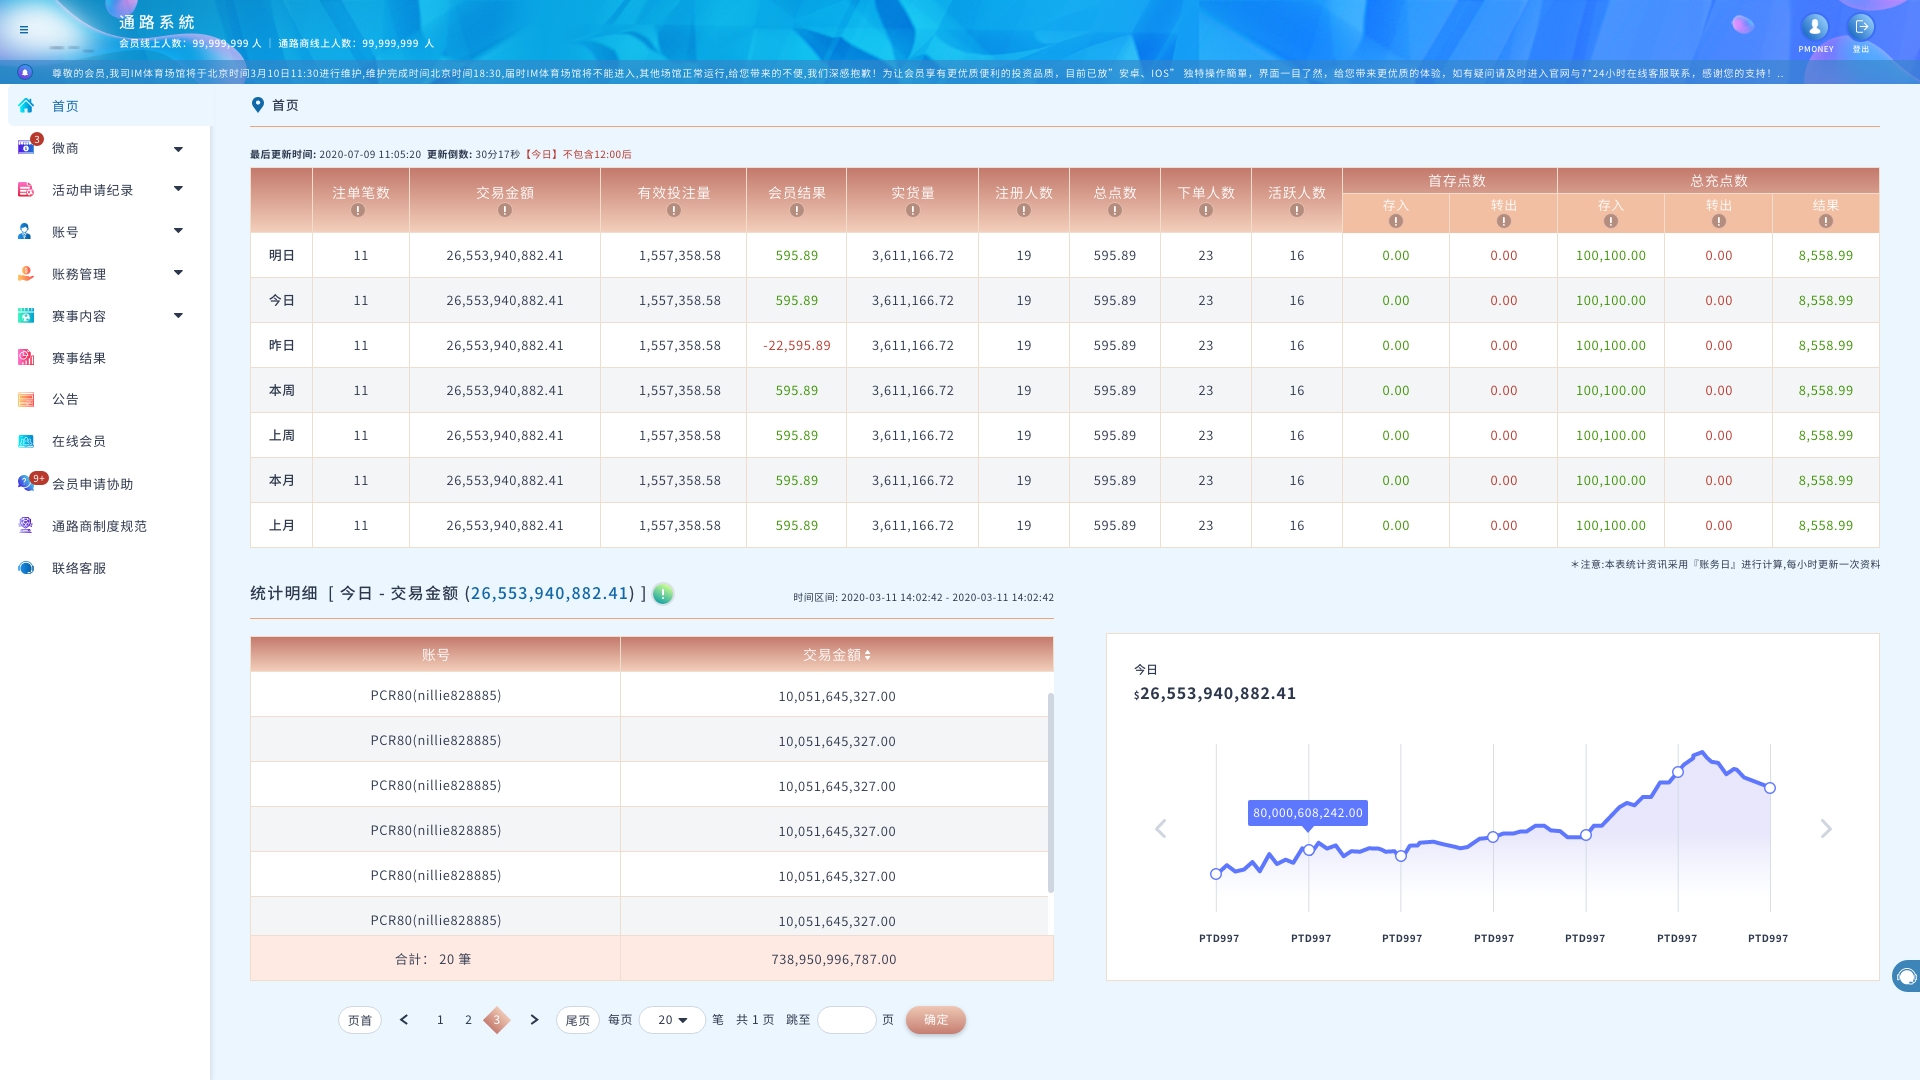 通路系統
会员线上人数：99,999,999 人 | 通路商线上人数：99,999,999 人
PMONEY
登出
尊敬的会员,我司IM体育场馆将于北京时间3月10日11:30进行维护,维护完成时间北京时间18:30,届时IM体育场馆将不能进入,其他场馆正常运行,给您带来的不便,我们深感抱歉！为让会员享有更优质便利的投资品质，目前已放”安卓、IOS” 独特操作简單，界面一目了然，给您带来更优质的体验，如有疑问请及时进入官网与7*24小时在线客服联系，感谢您的支持！..
首页
3
微商
活动申请纪录
账号
账務管理
赛事内容
赛事结果
公告
在线会员
9+
会员申请协助
通路商制度规范
联络客服
首页
最后更新时间: 2020-07-09 11:05:20 更新倒数: 30分17秒【今日】不包含12:00后
注单笔数 交易金額 有效投注量 会员结果 实货量 注册人数 总点数 下单人数 活跃人数 首存点数 总充点数
存入 转出 存入 转出 结果
明日 11 26,553,940,882.41 1,557,358.58 595.89 3,611,166.72 19 595.89 23 16 0.00 0.00 100,100.00 0.00 8,558.99
今日 11 26,553,940,882.41 1,557,358.58 595.89 3,611,166.72 19 595.89 23 16 0.00 0.00 100,100.00 0.00 8,558.99
昨日 11 26,553,940,882.41 1,557,358.58 -22,595.89 3,611,166.72 19 595.89 23 16 0.00 0.00 100,100.00 0.00 8,558.99
本周 11 26,553,940,882.41 1,557,358.58 595.89 3,611,166.72 19 595.89 23 16 0.00 0.00 100,100.00 0.00 8,558.99
上周 11 26,553,940,882.41 1,557,358.58 595.89 3,611,166.72 19 595.89 23 16 0.00 0.00 100,100.00 0.00 8,558.99
本月 11 26,553,940,882.41 1,557,358.58 595.89 3,611,166.72 19 595.89 23 16 0.00 0.00 100,100.00 0.00 8,558.99
上月 11 26,553,940,882.41 1,557,358.58 595.89 3,611,166.72 19 595.89 23 16 0.00 0.00 100,100.00 0.00 8,558.99
＊注意:本表统计资讯采用『账务日』进行计算,每小时更新一次资料
统计明细 [ 今日 - 交易金額 (26,553,940,882.41) ]
时间区间: 2020-03-11 14:02:42 - 2020-03-11 14:02:42
账号 交易金額
PCR80(nillie828885) 10,051,645,327.00
PCR80(nillie828885) 10,051,645,327.00
PCR80(nillie828885) 10,051,645,327.00
PCR80(nillie828885) 10,051,645,327.00
PCR80(nillie828885) 10,051,645,327.00
PCR80(nillie828885) 10,051,645,327.00
合計： 20 筆 738,950,996,787.00
页首 < 1 2 3 > 尾页 每页 20 笔 共 1 页 跳至 页 确定
今日
$26,553,940,882.41
80,000,608,242.00
PTD997 PTD997 PTD997 PTD997 PTD997 PTD997 PTD997